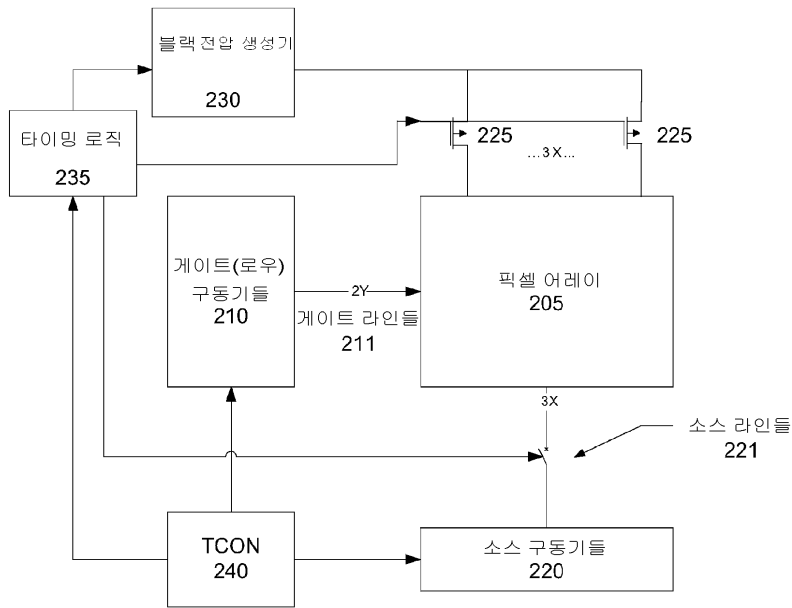 블랙전압 생성기
230
타이밍 로직
235
225
...3X...
225
게이트(로우)
구동기들
210
2Y
게이트 라인들
211
픽셀 어레이
205
3X
소스 라인들
221
TCON
240
소스 구동기들
220